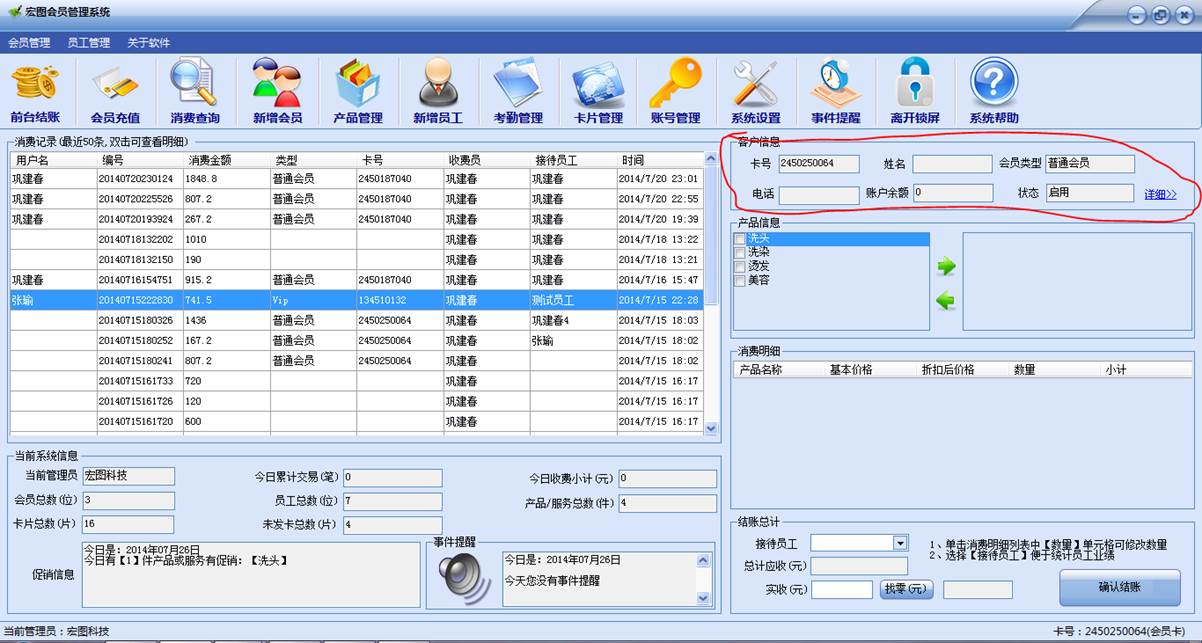 宏图会员管理系统
会员管理 员工管理 关于软件
前台结账 会员充值 消费查询 新增会员 产品管理 新增员工 考勤管理 卡片管理 账号管理 系统设置 事件提醒 离开锁屏 系统帮助
消费记录(最近50条,双击可查看明细)
用户名 编号 消费金额 类型 卡号 收费员 接待员工 时间
巩建春 20140720230124 1848.8 普通会员 2450187040 巩建春 巩建春 2014/7/20 23:01
巩建春 20140720225526 807.2 普通会员 2450187040 巩建春 巩建春 2014/7/20 22:55
巩建春 20140720193924 267.2 普通会员 2450187040 巩建春 巩建春 2014/7/20 19:39
20140718132202 1010 巩建春 巩建春 2014/7/18 13:22
20140718132150 190 巩建春 巩建春 2014/7/18 13:21
巩建春 20140716154751 915.2 普通会员 2450187040 巩建春 巩建春 2014/7/16 15:47
张瑜 20140715222830 741.5 Vip 134510132 巩建春 测试员工 2014/7/15 22:28
20140715180326 1436 普通会员 2450250064 巩建春 巩建春4 2014/7/15 18:03
20140715180252 167.2 普通会员 2450250064 巩建春 张瑜 2014/7/15 18:02
20140715180241 807.2 普通会员 2450250064 巩建春 2014/7/15 18:02
20140715161733 720 巩建春 2014/7/15 16:17
20140715161726 120 巩建春 2014/7/15 16:17
20140715161720 600 巩建春 2014/7/15 16:17
客户信息
卡号 2450250064 姓名 会员类型 普通会员
电话 账户余额 0 状态 启用 详细>>
产品信息
洗头
洗染
烫发
美容
消费明细
产品名称 基本价格 折扣后价格 数量 小计
当前系统信息
当前管理员 宏图科技 今日累计交易(笔) 0 今日收费小计(元) 0
会员总数(位) 3 员工总数(位) 7 产品/服务总数(件) 4
卡片总数(片) 16 未发卡总数(片) 4
促销信息
今日是：2014年07月26日
今日有【1】件产品或服务有促销：【洗头】
事件提醒
今日是：2014年07月26日
今天您没有事件提醒
结账总计
接待员工
总计应收(元)
实收(元) 找零(元)
1、单击消费明细列表中【数量】单元格可修改数量
2、选择【接待员工】便于统计员工业绩
确认结账
当前管理员：宏图科技
卡号：2450250064(会员卡)